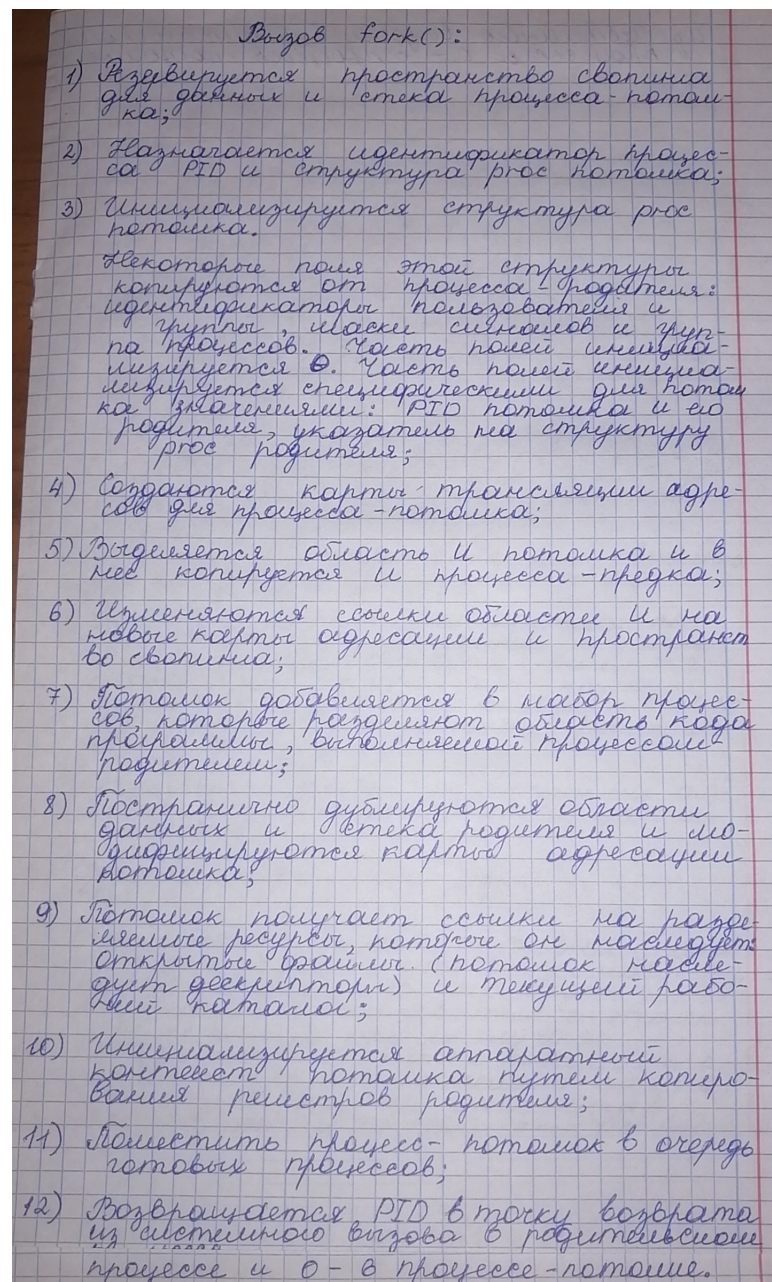 Вызов fork():
1) Резервируется пространство свопинга
для данных и стека процесса-потом-
ка;
2) Назначается идентификатор процес-
са PID и структура proc потомка;
3) Инициализируется структура proc
потомка.
Некоторые поля этой структуры
копируются от процесса-родителя:
идентификаторы пользователя и
группы, маски сигналов и груп-
па процессов. Часть полей инициа-
лизируется 0. Часть полей инициа-
лизируется специфическими для потом
ка значениями: PID потомка и его
родителя, указатель на структуру
proc родителя;
4) Создаются карты трансляции адре-
сов для процесса-потомка;
5) Выделяется область U потомка и в
нее копируется U процесса-предка;
6) Изменяются ссылки области U на
новые карты адресации и пространст
во свопинга;
7) Потомок добавляется в набор процес-
сов, которые разделяют область кода
программы, выполняемой процессом-
родителем;
8) Постранично дублируются области
данных и стека родителя и мо-
дифицируются карты адресации
потомка;
9) Потомок получает ссылки на разде-
ляемые ресурсы, которые он наследует:
открытые файлы (потомок насле-
дует дескрипторы) и текущий рабо-
чий каталог;
10) Инициализируется аппаратный
контекст потомка путем копиро-
вания регистров родителя;
11) Поместить процесс-потомок в очередь
готовых процессов;
12) Возвращается PID в точку возврата
из системного вызова в родительском
процессе и 0 - в процессе-потомке.